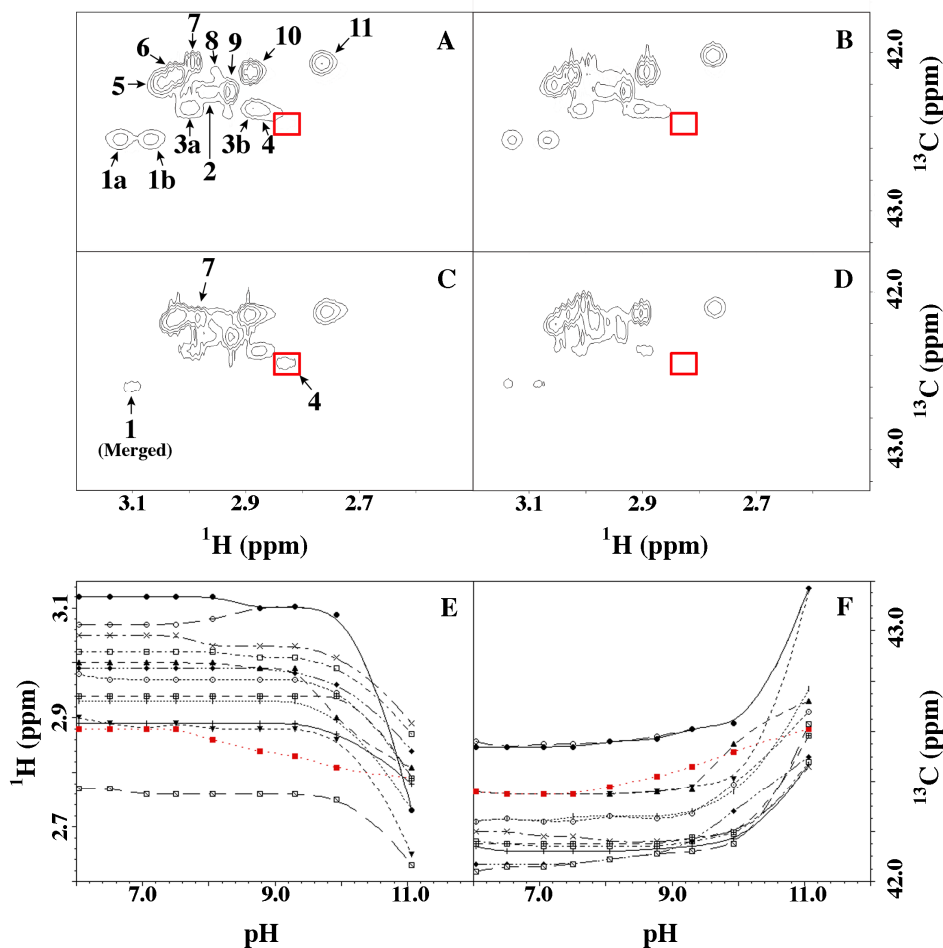 7
8
9
A
B
6
10
11
5
42.0
3a
3b
4
2
1a
1b
43.0
¹³C (ppm)
7
C
D
42.0
4
1
(Merged)
43.0
¹³C (ppm)
3.1
2.9
2.7
3.1
2.9
2.7
¹H (ppm)
¹H (ppm)
3.1
E
F
43.0
2.9
¹H (ppm)
¹³C (ppm)
2.7
42.0
7.0
9.0
11.0
7.0
9.0
11.0
pH
pH